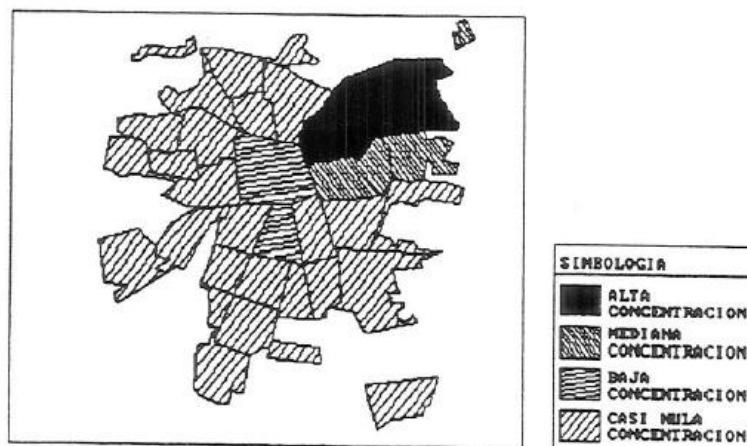 SIMBOLOGIA
ALTA
CONCENTRACION
MEDIANA
CONCENTRACION
BAJA
CONCENTRACION
CASI NULA
CONCENTRACION